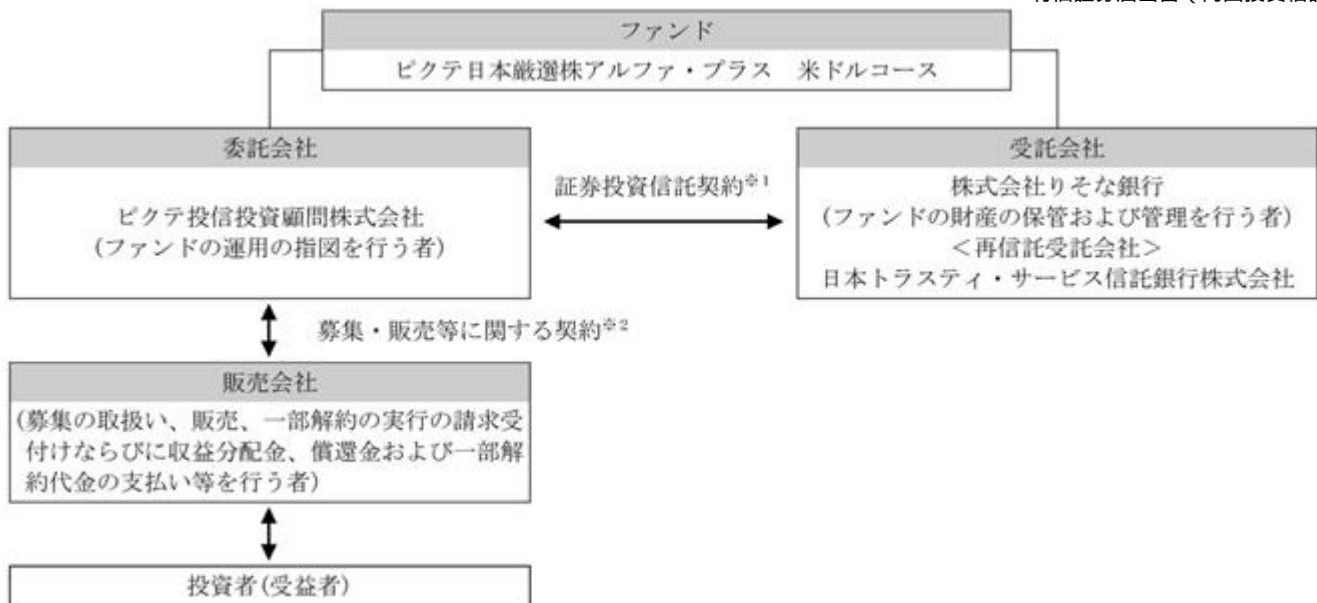 ファンド
ピクテ日本厳選株アルファ・プラス 米ドルコース
委託会社
ピクテ投信投資顧問株式会社
(ファンドの運用の指図を行う者)
証券投資信託契約※1
受託会社
株式会社りそな銀行
(ファンドの財産の保管および管理を行う者)
<再信託受託会社>
日本トラスティ・サービス信託銀行株式会社
募集・販売等に関する契約※2
販売会社
(募集の取扱い、販売、一部解約の実行の請求受
付けならびに収益分配金、償還金および一部解
約代金の支払い等を行う者)
投資者(受益者)